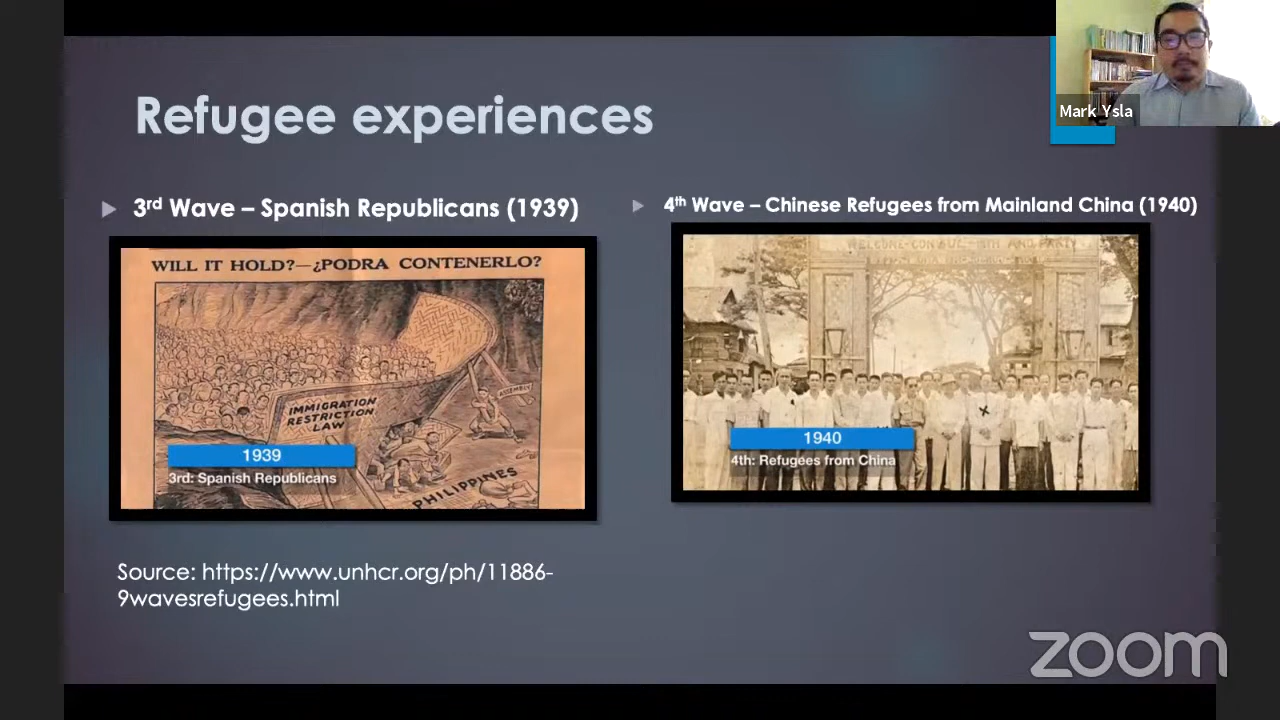 Mark Ysla
Refugee experiences
3rd Wave – Spanish Republicans (1939)
WILL IT HOLD?—¿PODRA CONTENERLO?
IMMIGRATION
RESTRICTION
LAW
ASSEMBLY
PHILIPPINES
1939
3rd: Spanish Republicans
4th Wave – Chinese Refugees from Mainland China (1940)
1940
4th: Refugees from China
Source: https://www.unhcr.org/ph/11886-
9wavesrefugees.html
zoom